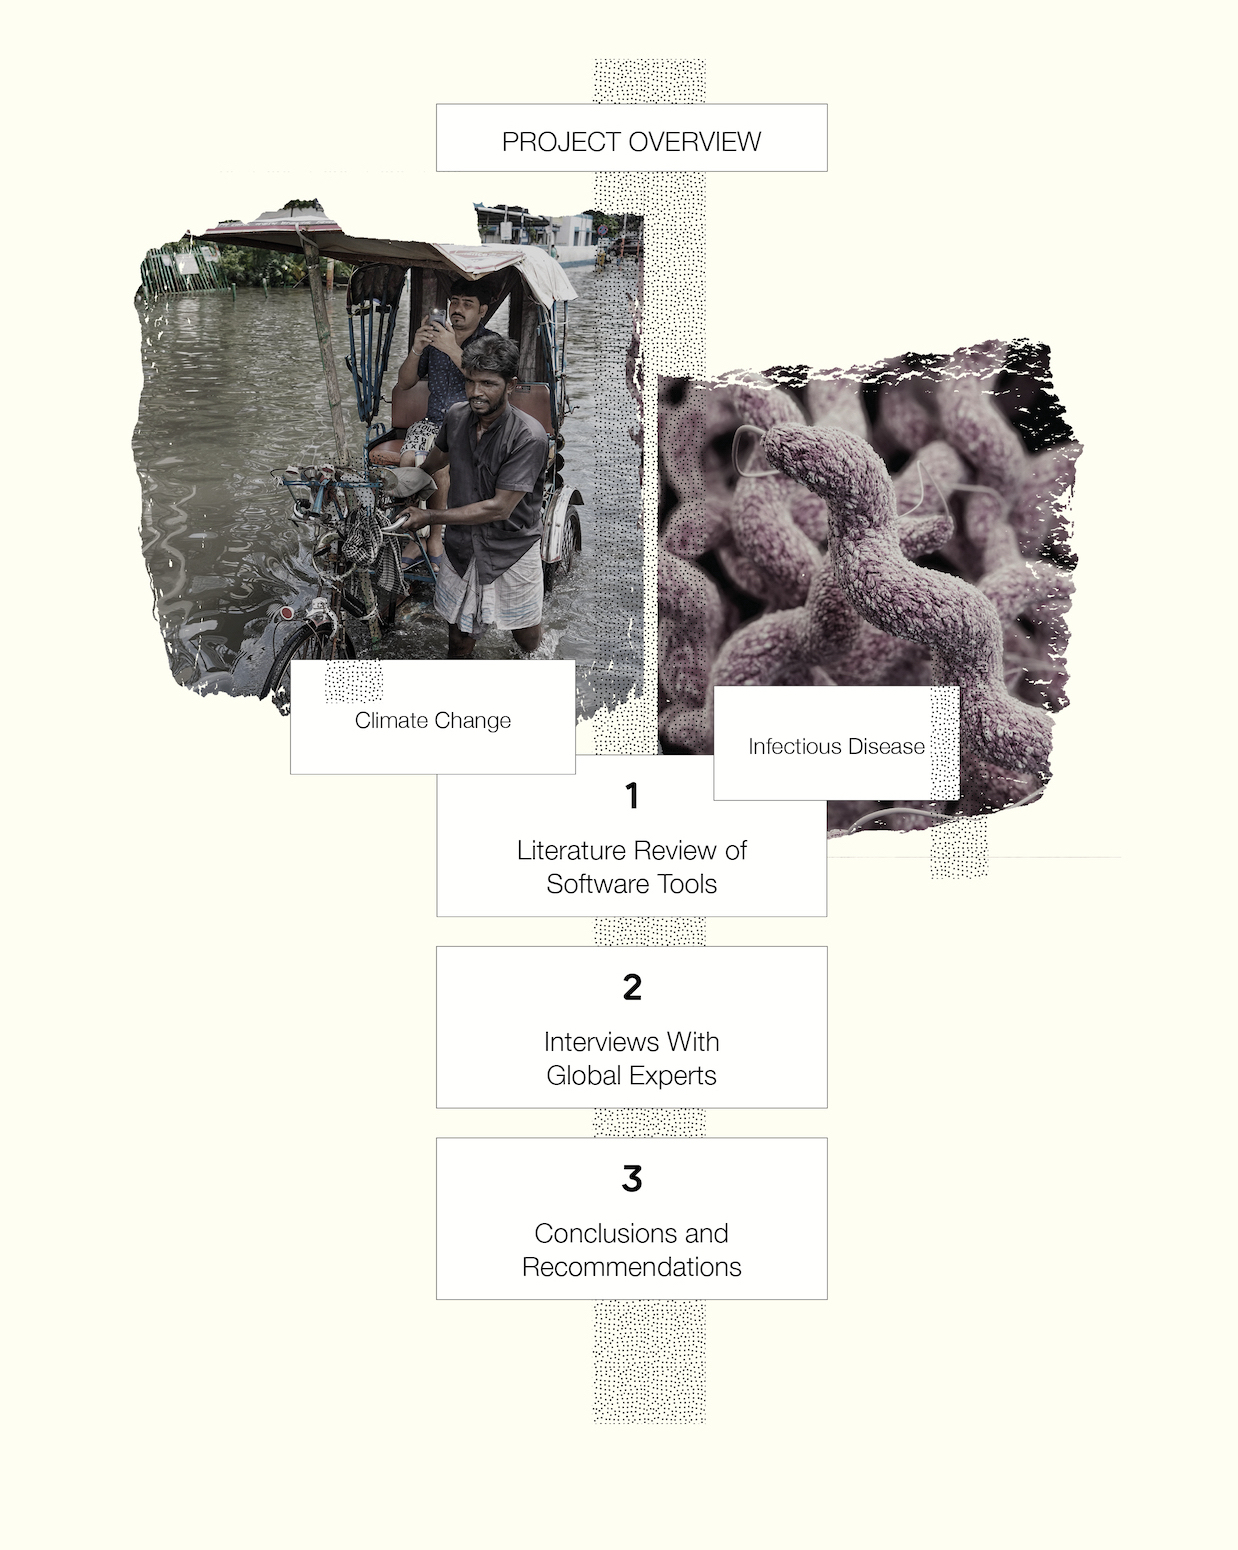 PROJECT OVERVIEW
Climate Change
Infectious Disease
1
Literature Review of
Software Tools
2
Interviews With
Global Experts
3
Conclusions and
Recommendations